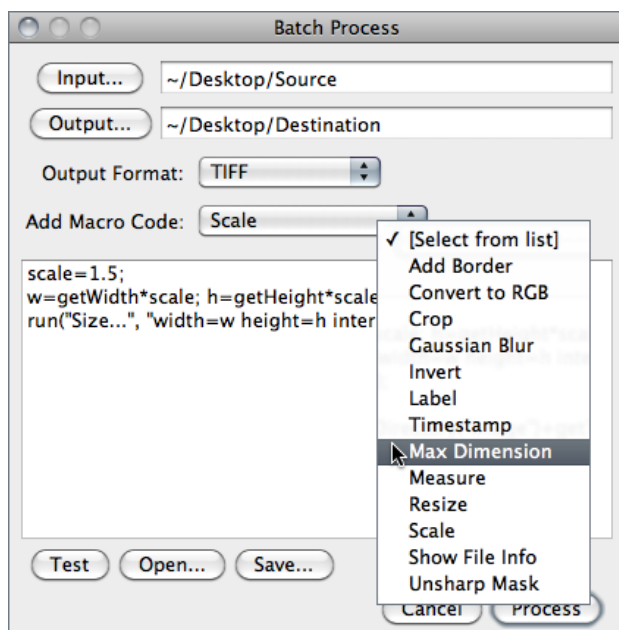 Batch Process
Input... ~/Desktop/Source
Output... ~/Desktop/Destination
Output Format: TIFF
Add Macro Code: Scale
scale=1.5;
w=getWidth*scale; h=getHeight*scale
run("Size...", "width=w height=h inter
✓ [Select from list]
Add Border
Convert to RGB
Crop
Gaussian Blur
Invert
Label
Timestamp
Max Dimension
Measure
Resize
Scale
Show File Info
Unsharp Mask
Test Open... Save...
Cancel Process